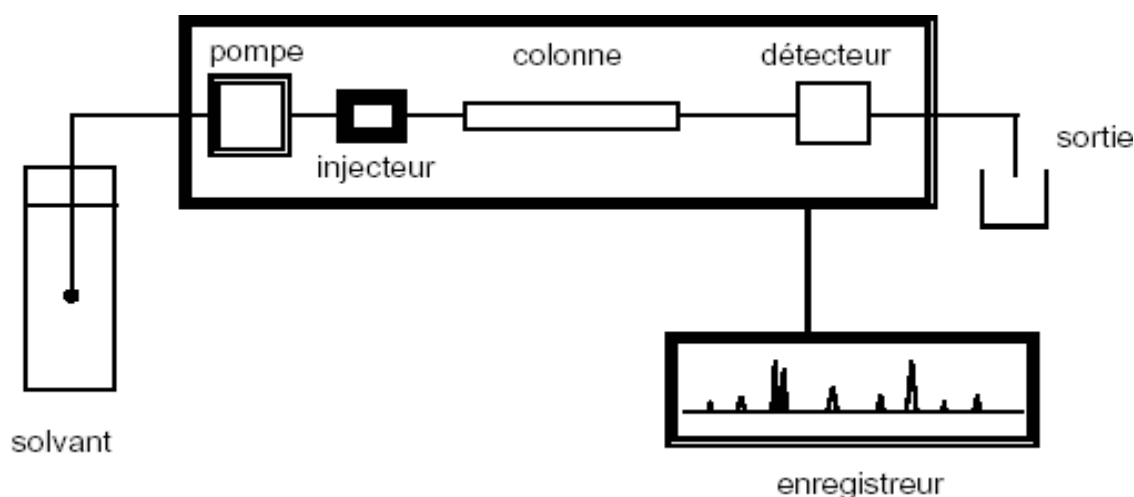 pompe
colonne
détecteur
injecteur
sortie
solvant
enregistreur